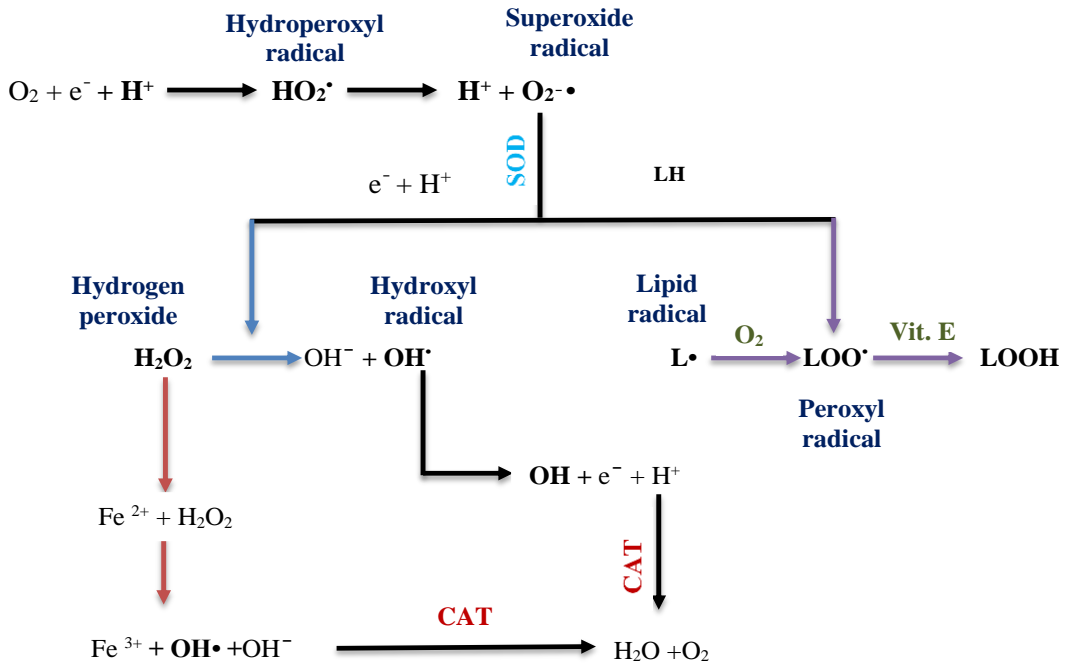 Hydroperoxyl
radical
Superoxide
radical
O₂ + e⁻ + H⁺
HO₂•
H⁺ + O₂⁻•
SOD
e⁻ + H⁺
LH
Hydrogen
peroxide
Hydroxyl
radical
Lipid
radical
H₂O₂
OH⁻ + OH•
L•
O₂
LOO•
Vit. E
LOOH
Peroxyl
radical
OH + e⁻ + H⁺
Fe ²⁺ + H₂O₂
CAT
CAT
Fe ³⁺ + OH• +OH⁻
H₂O +O₂